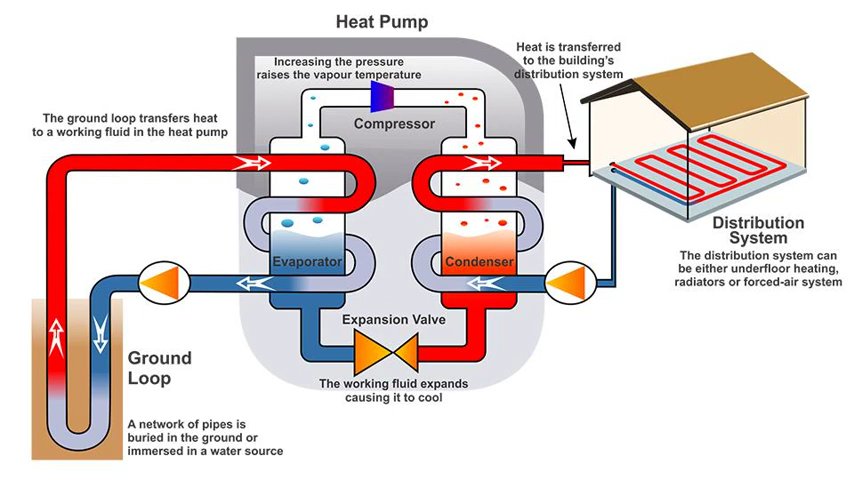 Heat Pump
Increasing the pressure
raises the vapour temperature
Heat is transferred
to the building's
distribution system
The ground loop transfers heat
to a working fluid in the heat pump
Compressor
Evaporator
Condenser
Distribution
System
The distribution system can
be either underfloor heating,
radiators or forced-air system
Expansion Valve
The working fluid expands
causing it to cool
Ground
Loop
A network of pipes is
buried in the ground or
immersed in a water source